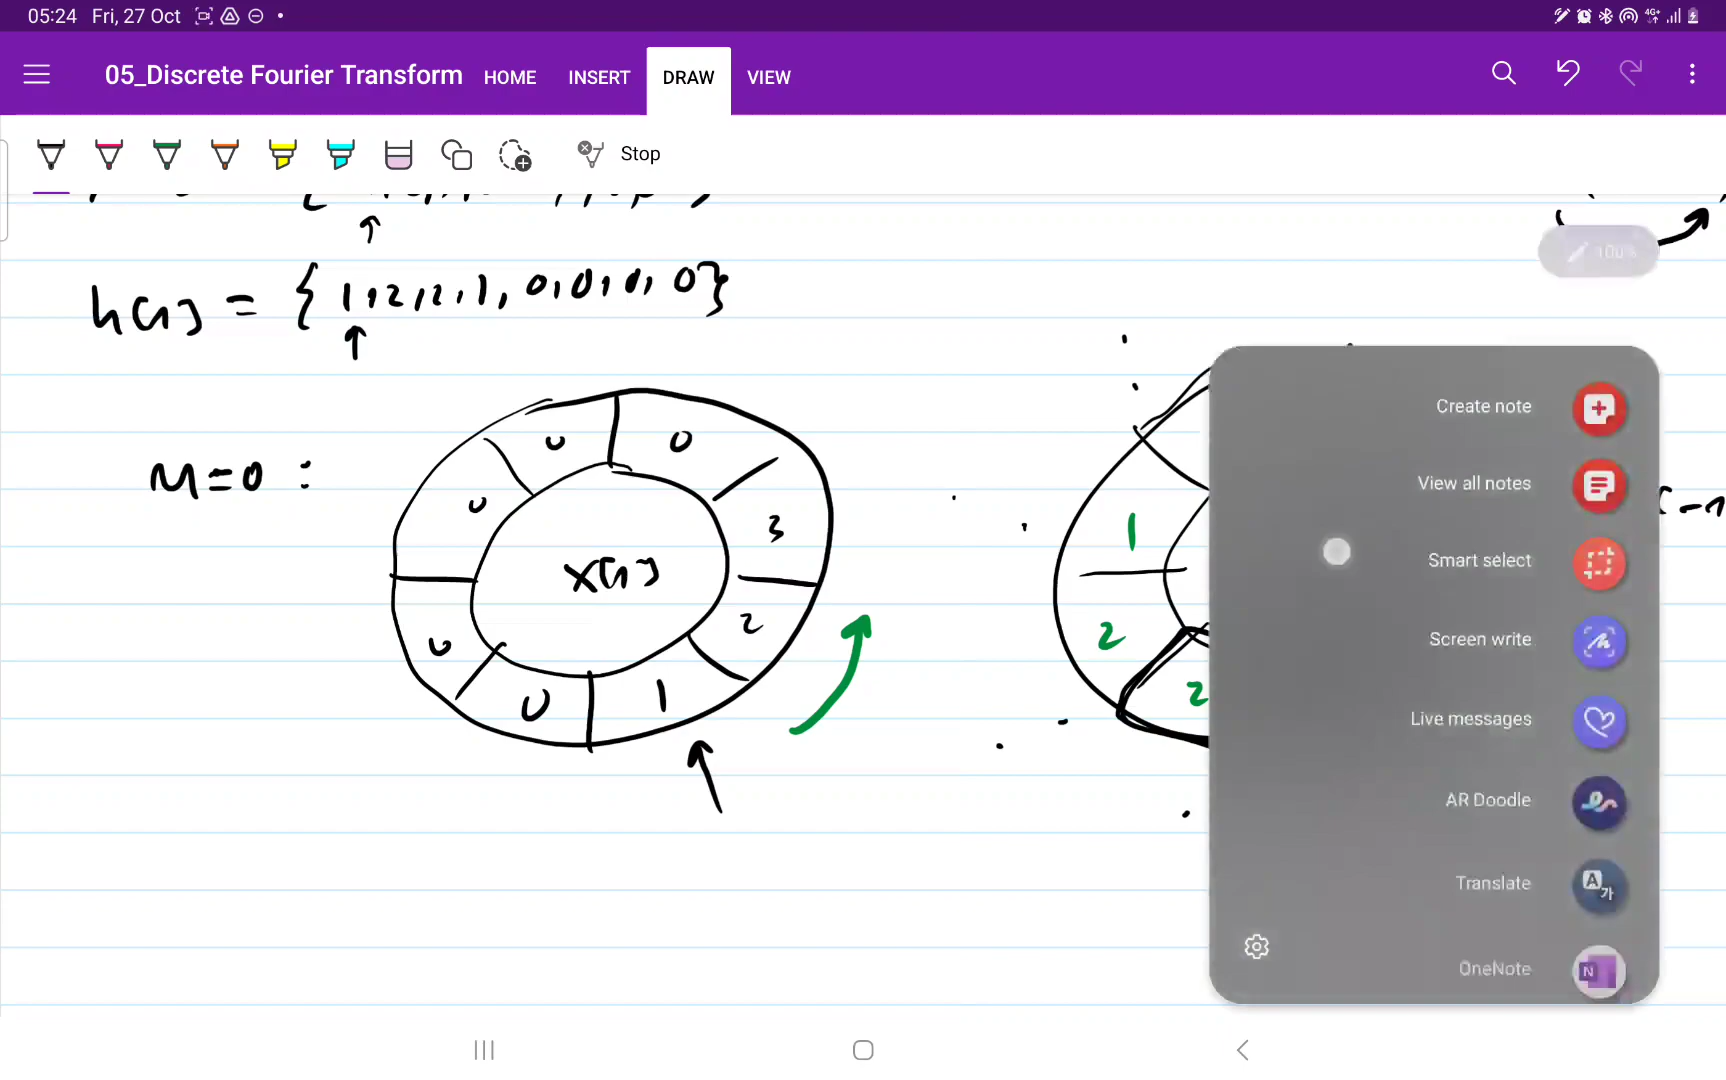 05:24 Fri, 27 Oct 4G+
05_Discrete Fourier Transform HOME INSERT DRAW VIEW
Stop
100%
h[n] = { 1, 2, 2, 1, 0, 0, 0, 0 }
M=0 :
0 0
0 3
x[n]
0 2
0 1
1
2
2
-n
Create note
View all notes
Smart select
Screen write
Live messages
AR Doodle
Translate
OneNote